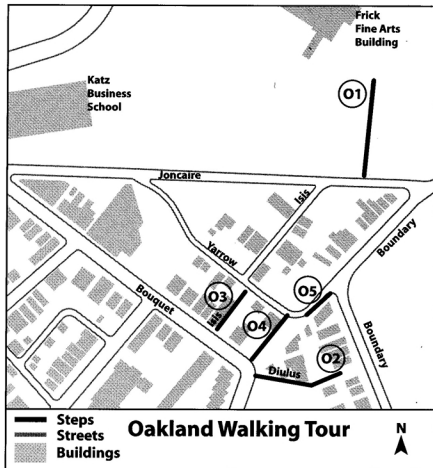 Frick
Fine Arts
Building
Katz
Business
School
O1
Joncaire
Isis
Yarrow
Boundary
Bouquet
O3
Isis
O5
O4
O2
Boundary
Diulus
Steps
Streets
Buildings
Oakland Walking Tour
N